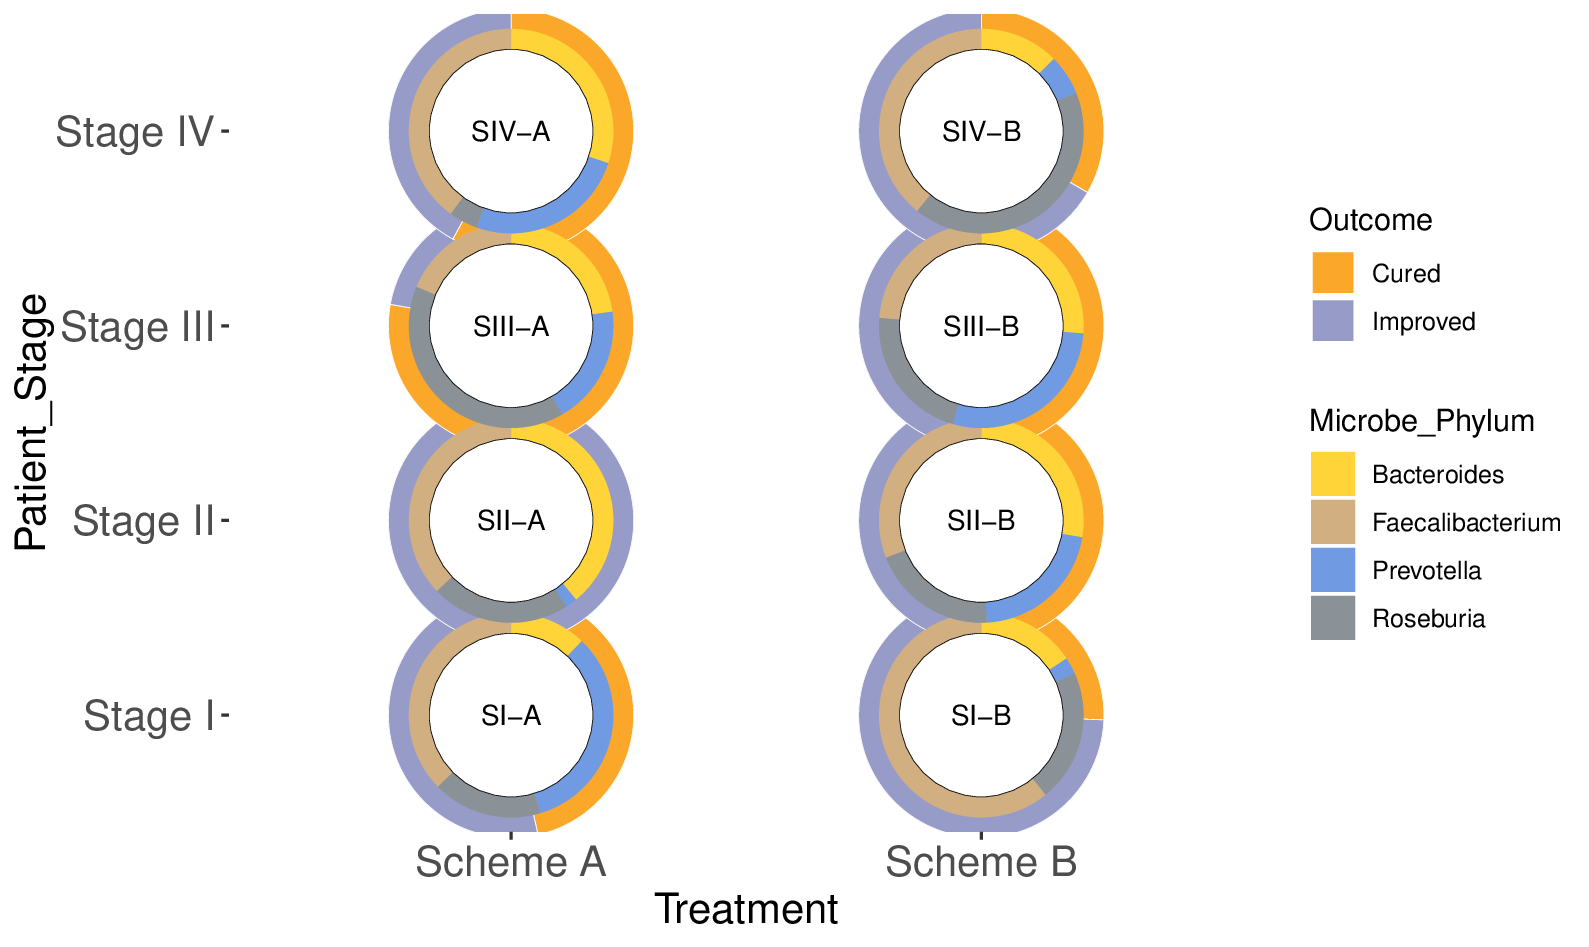 Patient_Stage
Stage IV
Stage III
Stage II
Stage I
SIV−A
SIV−B
SIII−A
SIII−B
SII−A
SII−B
SI−A
SI−B
Scheme A
Scheme B
Treatment
Outcome
Cured
Improved
Microbe_Phylum
Bacteroides
Faecalibacterium
Prevotella
Roseburia